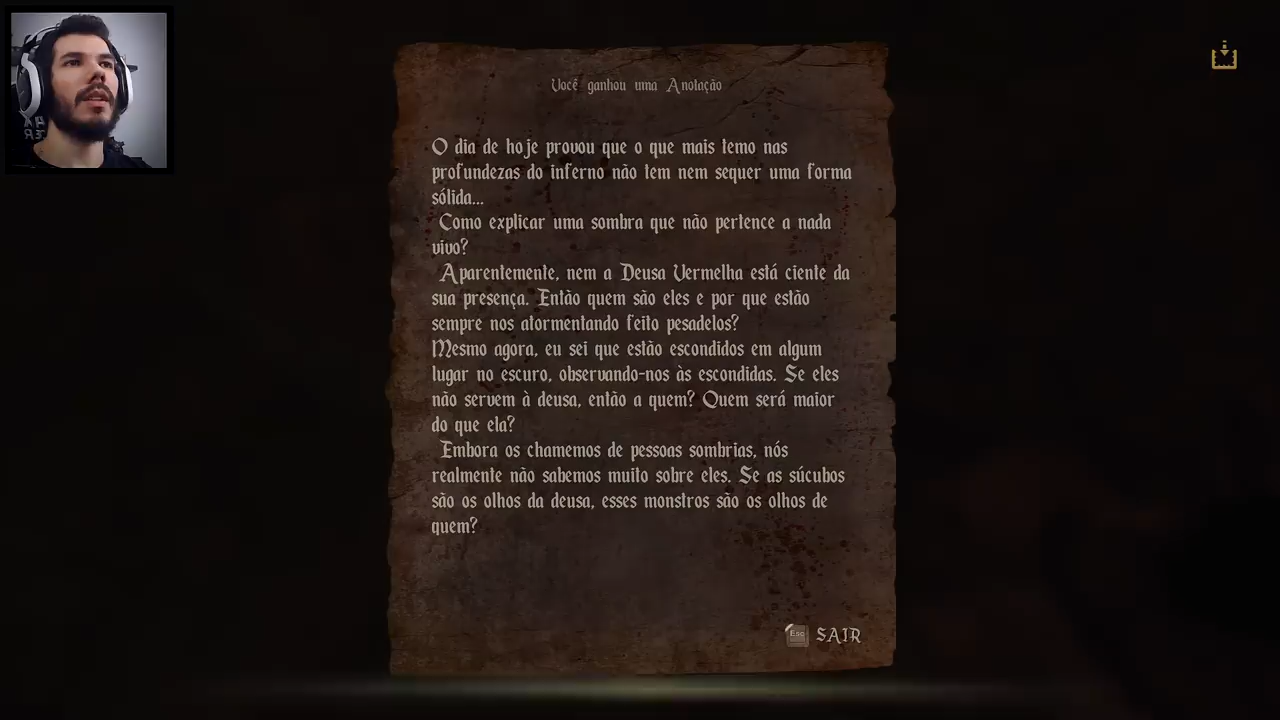 Você ganhou uma Anotação
O dia de hoje provou que o que mais temo nas
profundezas do inferno não tem nem sequer uma forma
sólida...
Como explicar uma sombra que não pertence a nada
vivo?
Aparentemente, nem a Deusa Vermelha está ciente da
sua presença. Então quem são eles e por que estão
sempre nos atormentando feito pesadelos?
Mesmo agora, eu sei que estão escondidos em algum
lugar no escuro, observando-nos às escondidas. Se eles
não servem à deusa, então a quem? Quem será maior
do que ela?
Embora os chamemos de pessoas sombrias, nós
realmente não sabemos muito sobre eles. Se as súcubos
são os olhos da deusa, esses monstros são os olhos de
quem?
Esc SAIR